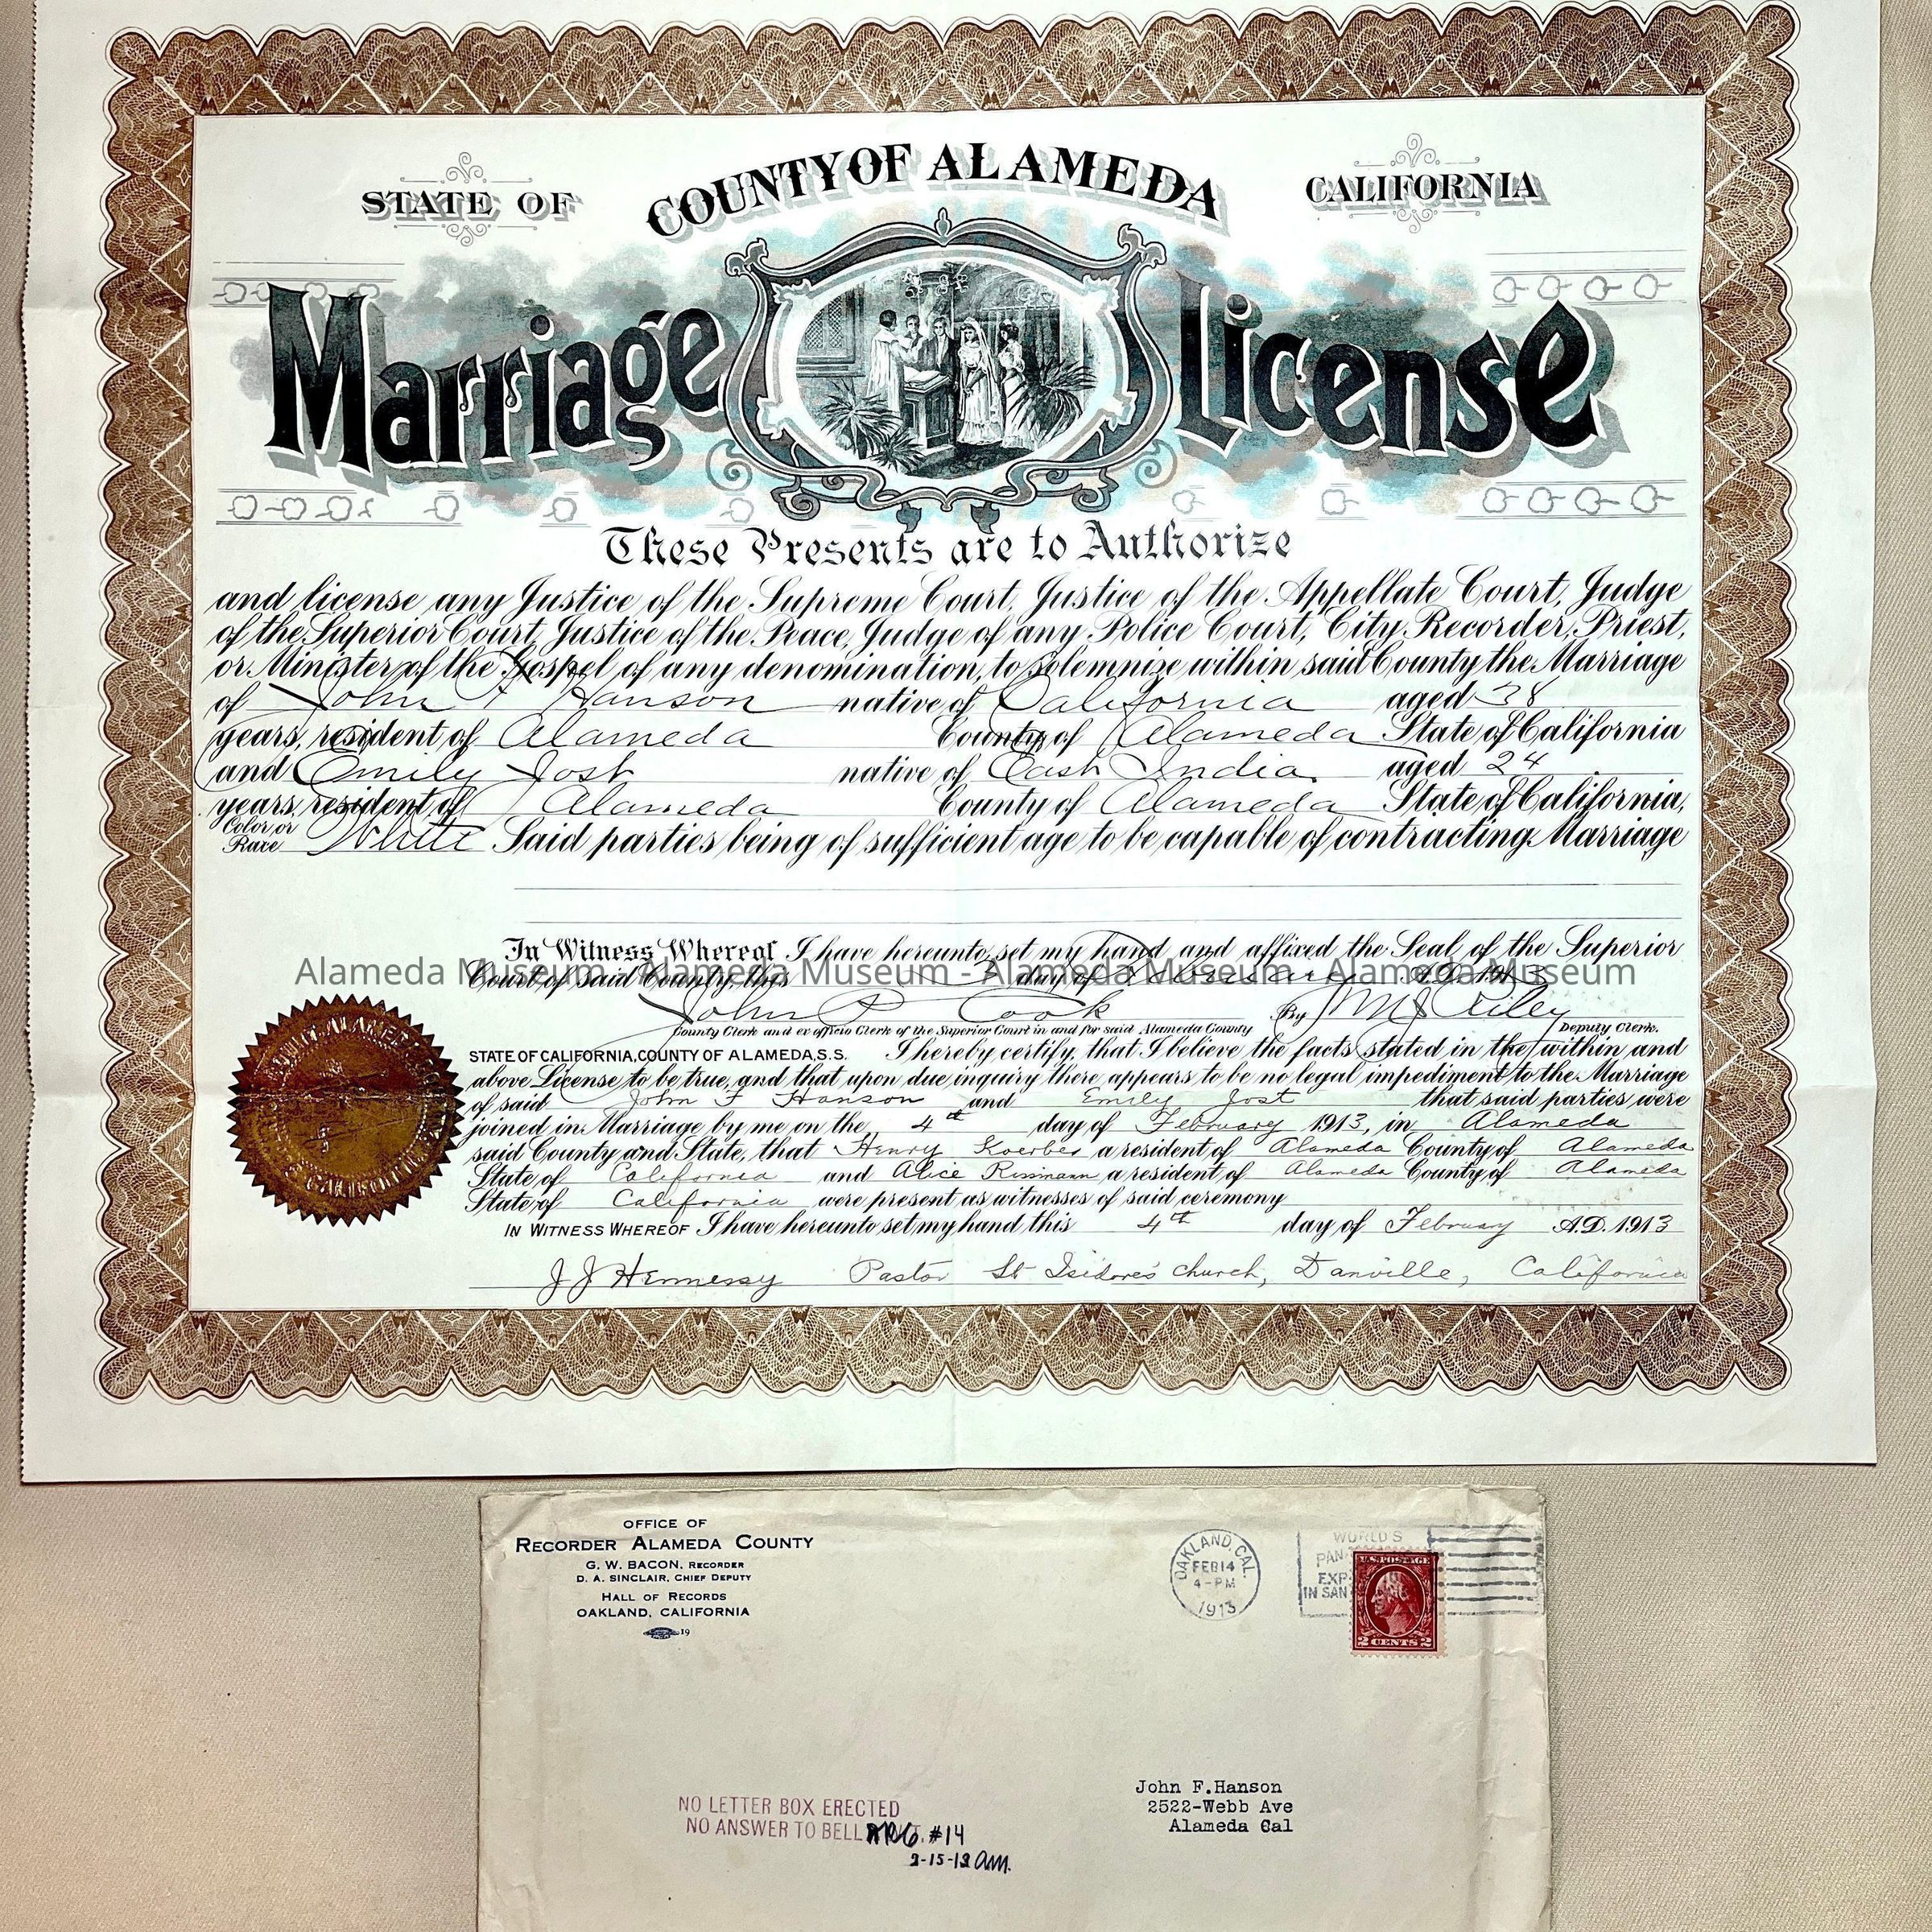 STATE OF COUNTY OF ALAMEDA CALIFORNIA
Marriage License
These Presents are to Authorize
and license any Justice of the Supreme Court, Justice of the Appellate Court, Judge
of the Superior Court, Justice of the Peace, Judge of any Police Court, City Recorder, Priest,
or Minister of the Gospel of any denomination, to solemnize within said County the Marriage
of John F Hanson native of California aged 38
years, resident of Alameda County of Alameda State of California
and Emily Jost native of East India aged 24
years, resident of Alameda County of Alameda State of California,
Color or Race White Said parties being of sufficient age to be capable of contracting Marriage
In Witness Whereof I have hereunto set my hand and affixed the Seal of the Superior
Court of said County, this day of A.D. 1913
Alameda Museum - Alameda Museum - Alameda Museum - Alameda Museum
John P Cook By M J Riley
County Clerk and ex officio Clerk of the Superior Court in and for said Alameda County Deputy Clerk.
STATE OF CALIFORNIA, COUNTY OF ALAMEDA, S.S. I hereby certify, that I believe the facts stated in the within and
above License to be true, and that upon due inquiry there appears to be no legal impediment to the Marriage
of said John F Hanson and Emily Jost that said parties were
joined in Marriage by me on the 4th day of February 1913, in Alameda
said County and State, that Henry Koerber a resident of Alameda County of Alameda
State of California and Alice a resident of Alameda County of Alameda
State of California were present as witnesses of said ceremony
IN WITNESS WHEREOF I have hereunto set my hand this 4th day of February A.D. 1913
J J Hennessy Pastor St Isidore's Church, Danville, California
OFFICE OF
RECORDER ALAMEDA COUNTY
G. W. BACON, RECORDER
D. A. SINCLAIR, CHIEF DEPUTY
HALL OF RECORDS
OAKLAND, CALIFORNIA
19
OAKLAND, CAL.
FEB 14
4-PM
1913
WORLD'S
PAN
EXP
IN SAN
U.S. POSTAGE
2 CENTS 2
John F.Hanson
2522-Webb Ave
Alameda Cal
NO LETTER BOX ERECTED
NO ANSWER TO BELL #14
2-15-13 am.